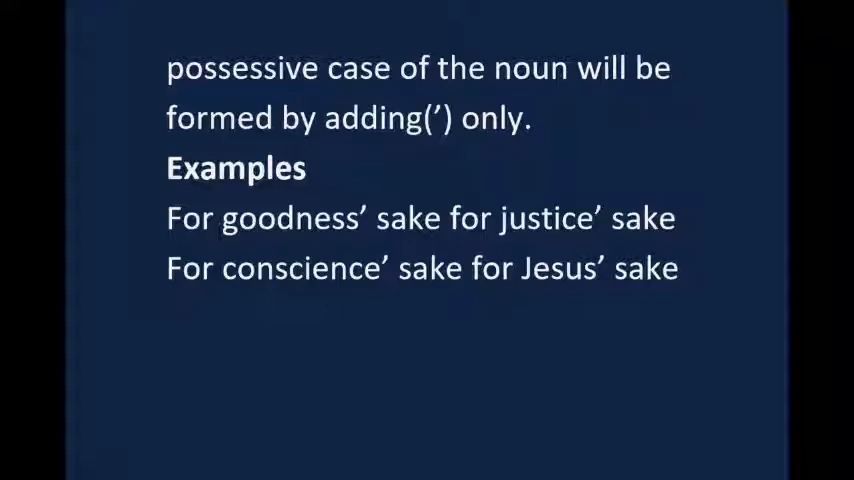 possessive case of the noun will be
formed by adding(’) only.
Examples
For goodness’ sake for justice’ sake
For conscience’ sake for Jesus’ sake